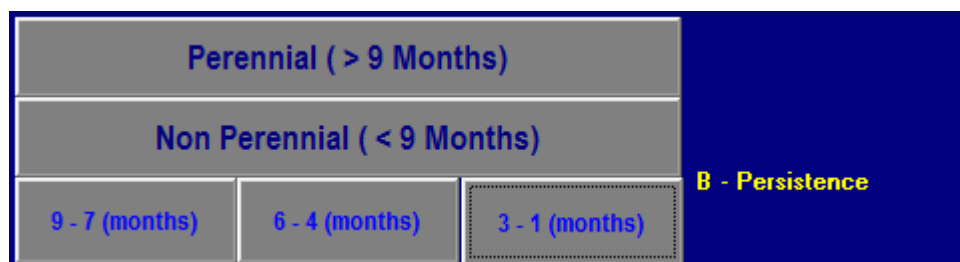 Perennial ( > 9 Months)
Non Perennial ( < 9 Months)
B - Persistence
9 - 7 (months)
6 - 4 (months)
3 - 1 (months)